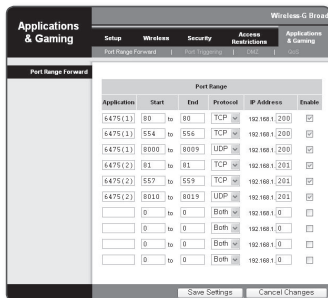 Wireless-G Broad
Applications & Gaming
Setup Wireless Security Access Restrictions Applications & Gaming
Port Range Forward | Port Triggering | DMZ | QoS
Port Range Forward
Port Range
Application Start End Protocol IP Address Enable
6475(1) 80 to 80 TCP 192.168.1.200
6475(1) 554 to 556 TCP 192.168.1.200
6475(1) 8000 to 8009 UDP 192.168.1.200
6475(2) 81 to 81 TCP 192.168.1.201
6475(2) 557 to 559 TCP 192.168.1.201
6475(2) 8010 to 8019 UDP 192.168.1.201
0 to 0 Both 192.168.1.0
0 to 0 Both 192.168.1.0
0 to 0 Both 192.168.1.0
0 to 0 Both 192.168.1.0
Save Settings Cancel Changes